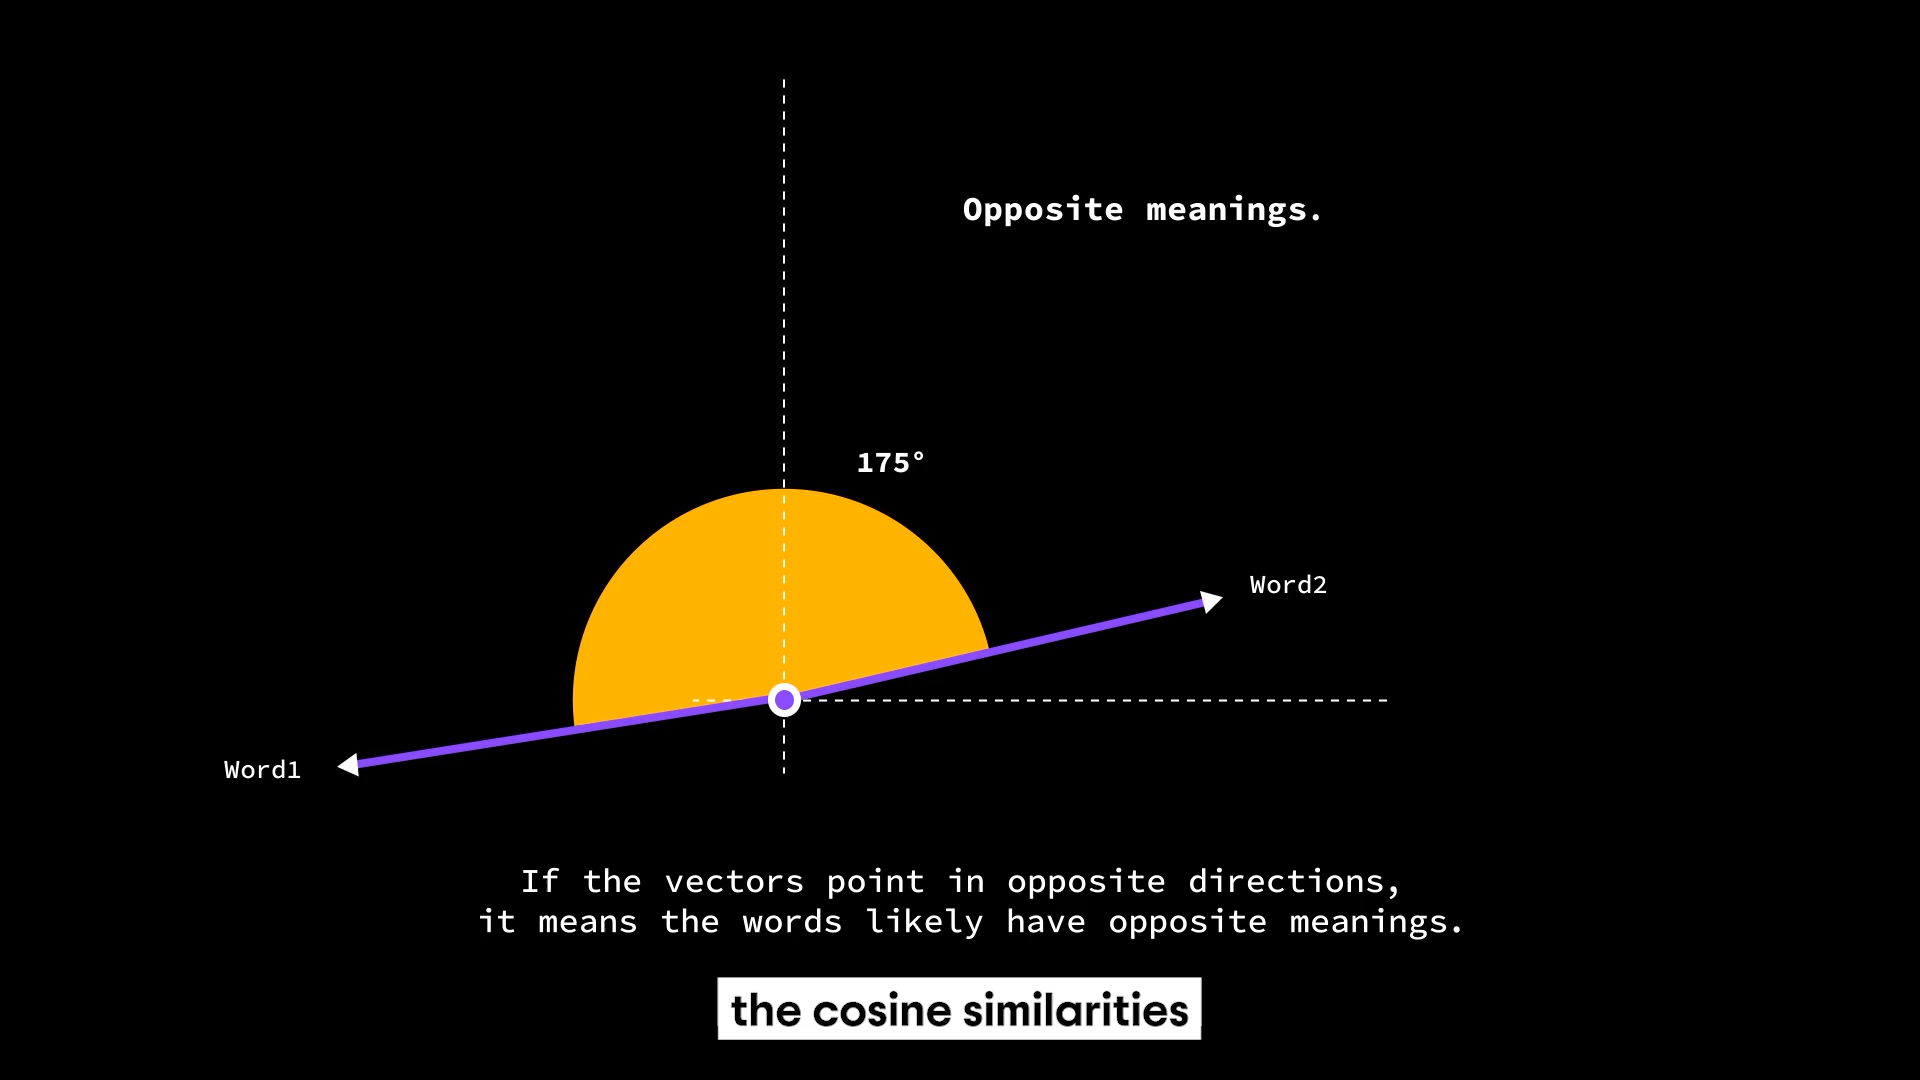 Opposite meanings.
175°
Word2
Word1
If the vectors point in opposite directions,
it means the words likely have opposite meanings.
the cosine similarities